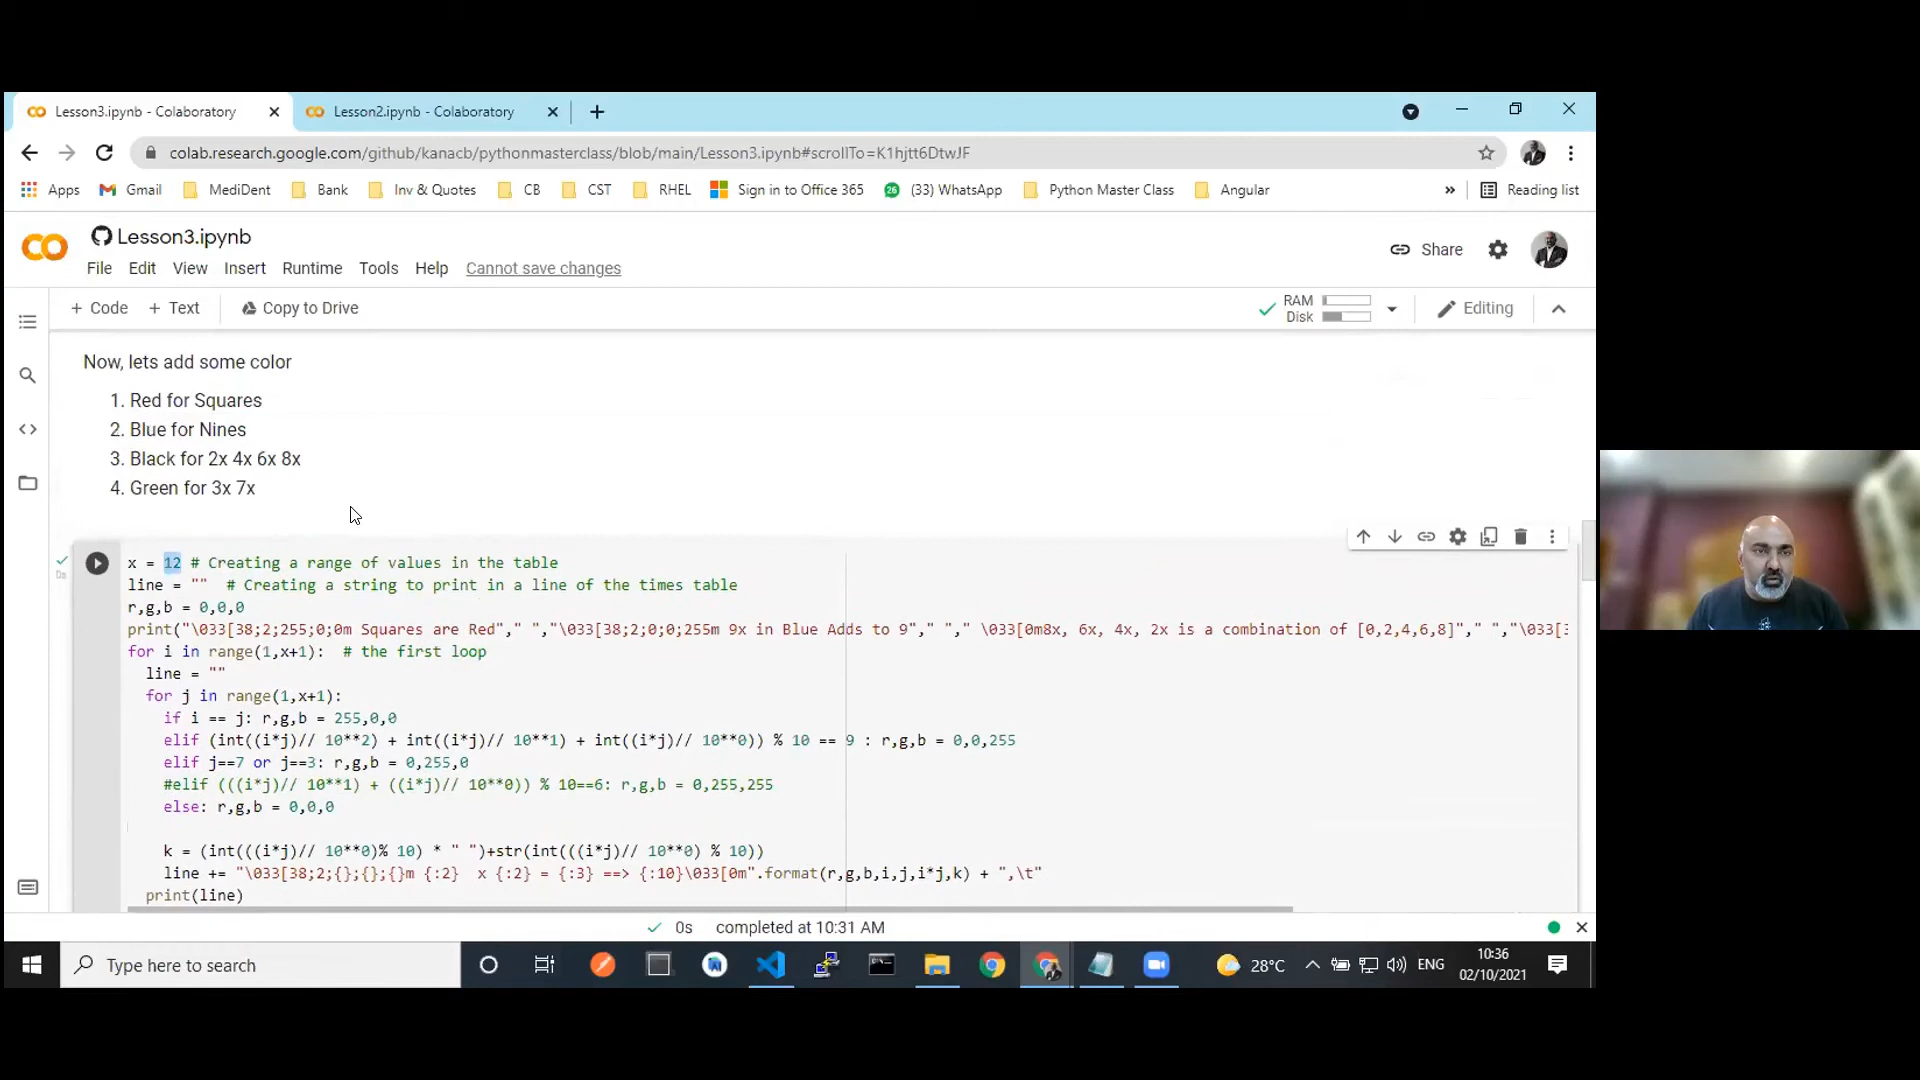 Lesson3.ipynb - Colaboratory
Lesson2.ipynb - Colaboratory
colab.research.google.com/github/kanacb/pythonmasterclass/blob/main/Lesson3.ipynb#scrollTo=K1hjtt6DtwJF
Apps Gmail MediDent Bank Inv & Quotes CB CST RHEL Sign in to Office 365 26 (33) WhatsApp Python Master Class Angular » Reading list
CO Lesson3.ipynb
Share
File Edit View Insert Runtime Tools Help Cannot save changes
+ Code + Text Copy to Drive
RAM
Disk
Editing
Now, lets add some color
1. Red for Squares
2. Blue for Nines
3. Black for 2x 4x 6x 8x
4. Green for 3x 7x
0s
x = 12 # Creating a range of values in the table
line = "" # Creating a string to print in a line of the times table
r,g,b = 0,0,0
print("\033[38;2;255;0;0m Squares are Red"," ","\033[38;2;0;0;255m 9x in Blue Adds to 9"," "," \033[0m8x, 6x, 4x, 2x is a combination of [0,2,4,6,8]"," ","\033[3
for i in range(1,x+1): # the first loop
line = ""
for j in range(1,x+1):
if i == j: r,g,b = 255,0,0
elif (int((i*j)// 10**2) + int((i*j)// 10**1) + int((i*j)// 10**0)) % 10 == 9 : r,g,b = 0,0,255
elif j==7 or j==3: r,g,b = 0,255,0
#elif (((i*j)// 10**1) + ((i*j)// 10**0)) % 10==6: r,g,b = 0,255,255
else: r,g,b = 0,0,0
k = (int(((i*j)// 10**0)% 10) * " ")+str(int(((i*j)// 10**0) % 10))
line += "\033[38;2;{};{};{}m {:2}  x {:2} = {:3} ==> {:10}\033[0m".format(r,g,b,i,j,i*j,k) + ",\t"
print(line)
0s completed at 10:31 AM
Type here to search
28°C
ENG
10:36
02/10/2021